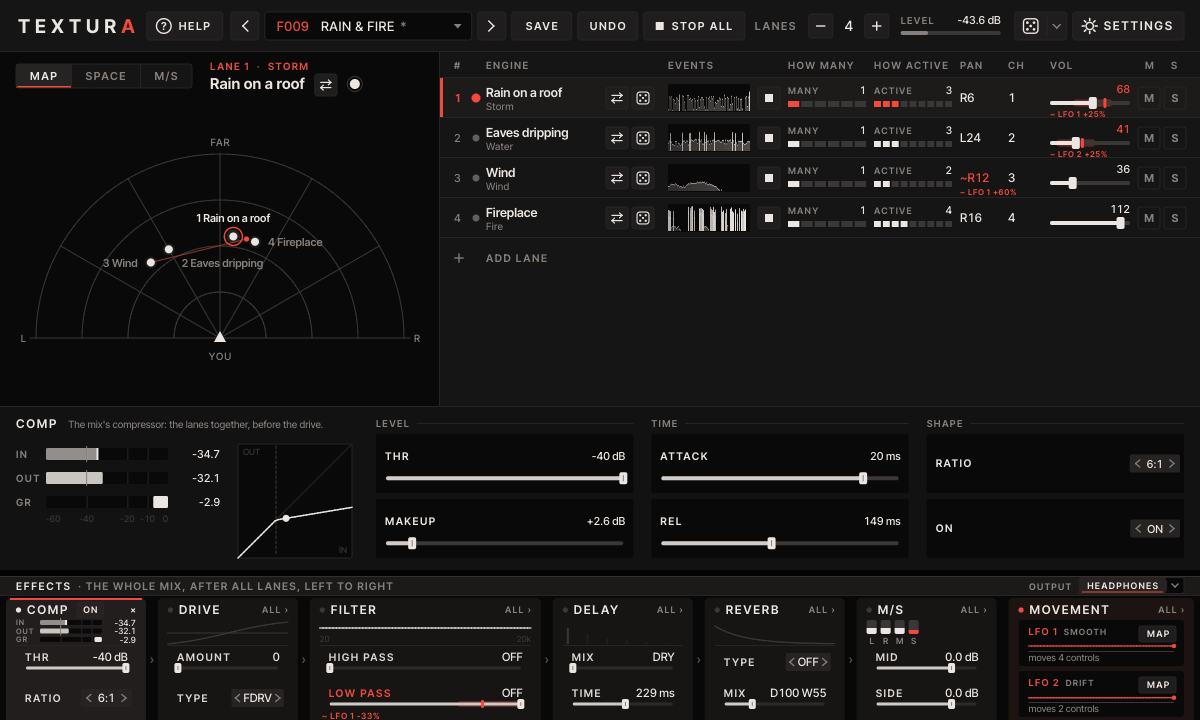 TEXTURA
HELP
F009 RAIN & FIRE *
SAVE
UNDO
STOP ALL
LANES
4
LEVEL -43.6 dB
SETTINGS
MAP
SPACE
M/S
LANE 1 · STORM
Rain on a roof
FAR
1 Rain on a roof
4 Fireplace
3 Wind
2 Eaves dripping
L
R
YOU
# ENGINE EVENTS HOW MANY HOW ACTIVE PAN CH VOL M S
1 Rain on a roof MANY 1 ACTIVE 3 R6 1 68 M S
Storm
~ LFO 1 +25%
2 Eaves dripping MANY 1 ACTIVE 3 L24 2 41 M S
Water
~ LFO 2 +25%
3 Wind MANY 1 ACTIVE 2 ~R12 3 36 M S
Wind
~ LFO 1 +60%
4 Fireplace MANY 1 ACTIVE 4 R16 4 112 M S
Fire
+ ADD LANE
COMP The mix's compressor: the lanes together, before the drive.
IN -34.7
OUT -32.1
GR -2.9
-60 -40 -20 -10 0
OUT
IN
LEVEL
THR -40 dB
MAKEUP +2.6 dB
TIME
ATTACK 20 ms
REL 149 ms
SHAPE
RATIO < 6:1 >
ON < ON >
EFFECTS · THE WHOLE MIX, AFTER ALL LANES, LEFT TO RIGHT
OUTPUT HEADPHONES
COMP ON ×
IN -34.7
OUT -32.1
GR -2.9
THR -40 dB
RATIO < 6:1 >
DRIVE ALL ›
AMOUNT 0
TYPE < FDRV >
FILTER ALL ›
20 20k
HIGH PASS OFF
LOW PASS OFF
~ LFO 1 -33%
DELAY ALL ›
MIX DRY
TIME 229 ms
REVERB ALL ›
TYPE < OFF >
MIX D100 W55
M/S ALL ›
L R M S
MID 0.0 dB
SIDE 0.0 dB
MOVEMENT ALL ›
LFO 1 SMOOTH MAP
moves 4 controls
LFO 2 DRIFT MAP
moves 2 controls